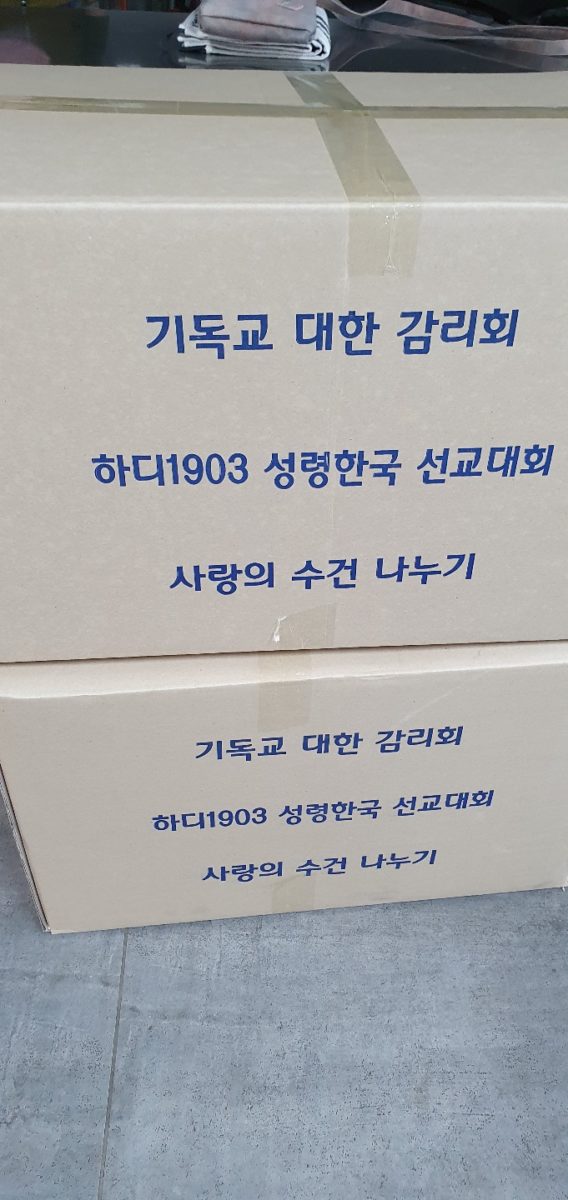 기독교 대한 감리회
하디1903 성령한국 선교대회
사랑의 수건 나누기
기독교 대한 감리회
하디1903 성령한국 선교대회
사랑의 수건 나누기